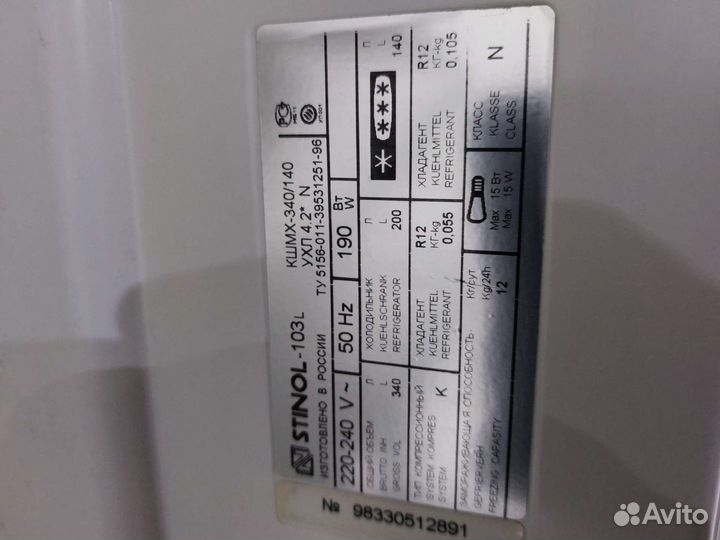 STINOL-103L
КШМХ-340/140
УХЛ 4.2* N
ИЗГОТОВЛЕНО В РОССИИ
ТУ 5156-011-39531251-96
220-240 V ~ 50 Hz 190 Вт W
ОБЩИЙ ОБЪЕМ Л
BRUTTO INH L
GROSS VOL 340
ХОЛОДИЛЬНИК Л
KUEHLSCHRANK L
REFRIGERATOR 200
* ***
Л
L
140
ТИП КОМПРЕССИОННЫЙ
SYSTEM KOMPRES K
SYSTEM
ХЛАДАГЕНТ R12
KUEHLMITTEL КГ-kg
REFRIGERANT 0,055
ХЛАДАГЕНТ R12
KUEHLMITTEL КГ-kg
REFRIGERANT 0,105
ЗАМОРАЖИВАЮЩА Я СПОСОБНОСТЬ Кг/сут
GEFRIERVERH Kg/24h
FREEZING CAPASITY 12
Max 15 Вт
Max 15 W
КЛАСС
KLASSE N
CLASS
№ 98330512891
Avito